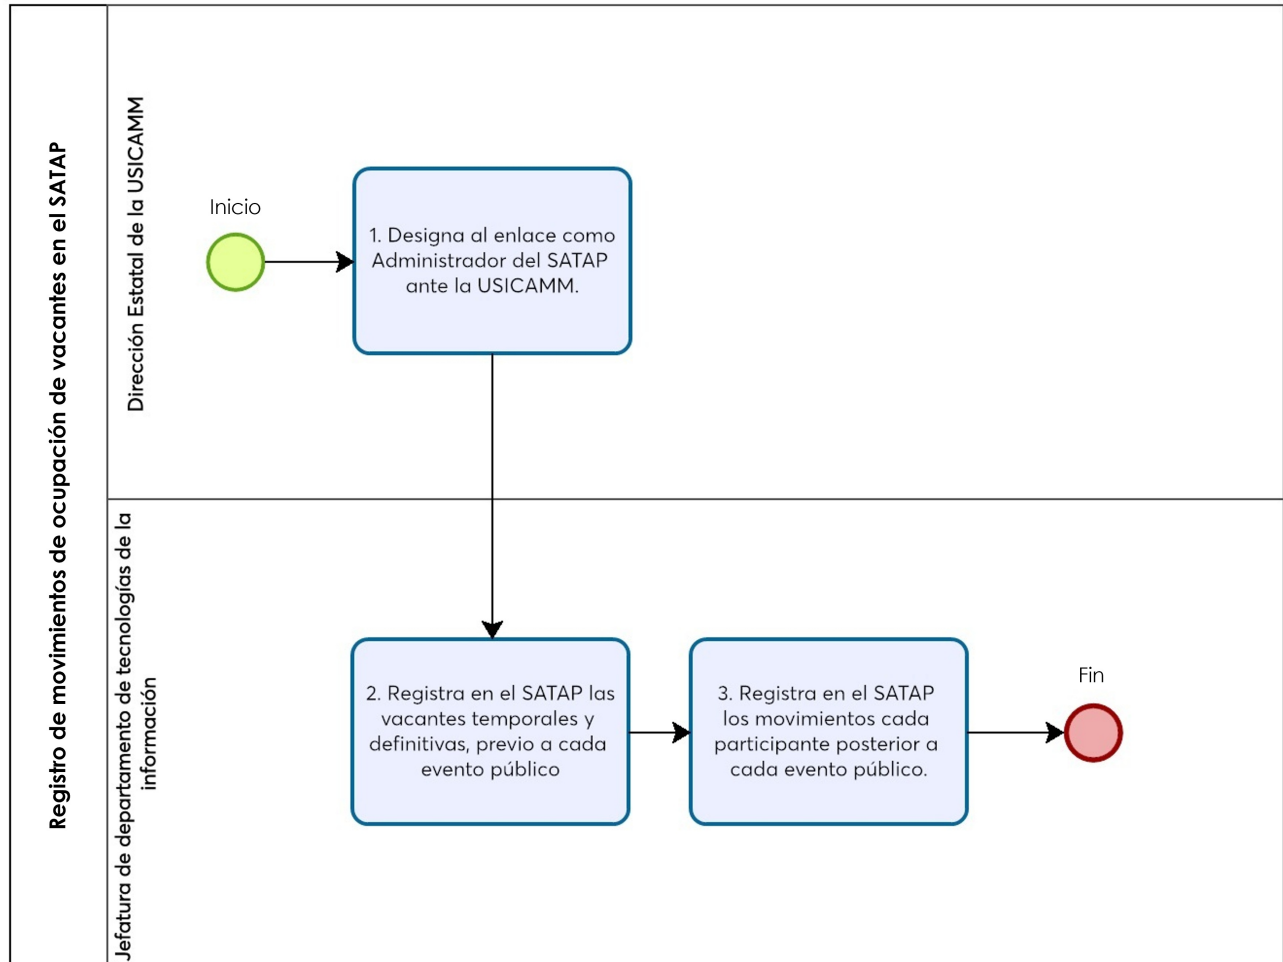 Registro de movimientos de ocupación de vacantes en el SATAP
Dirección Estatal de la USICAMM
Inicio
1. Designa al enlace como
Administrador del SATAP
ante la USICAMM.
Jefatura de departamento de tecnologías de la
información
2. Registra en el SATAP las
vacantes temporales y
definitivas, previo a cada
evento público
3. Registra en el SATAP
los movimientos cada
participante posterior a
cada evento público.
Fin